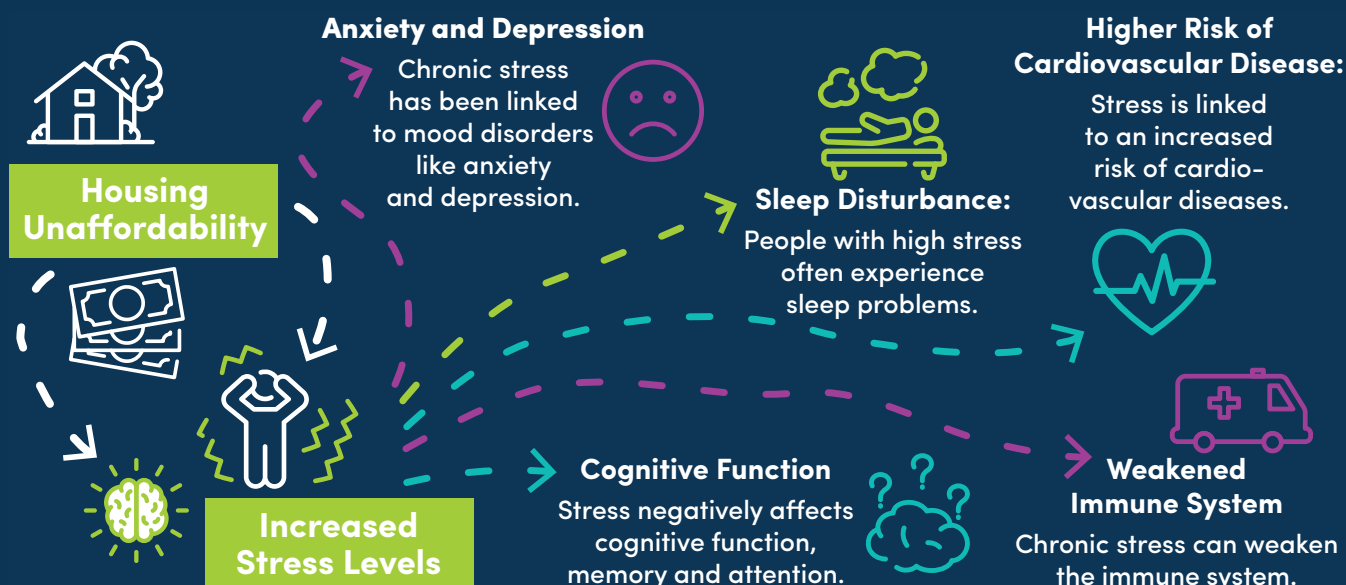 Housing
Unaffordability
Increased
Stress Levels
Anxiety and Depression
Chronic stress
has been linked
to mood disorders
like anxiety
and depression.
Sleep Disturbance:
People with high stress
often experience
sleep problems.
Higher Risk of
Cardiovascular Disease:
Stress is linked
to an increased
risk of cardio-
vascular diseases.
Cognitive Function
Stress negatively affects
cognitive function,
memory and attention.
? ? ?
Weakened
Immune System
Chronic stress can weaken
the immune system.